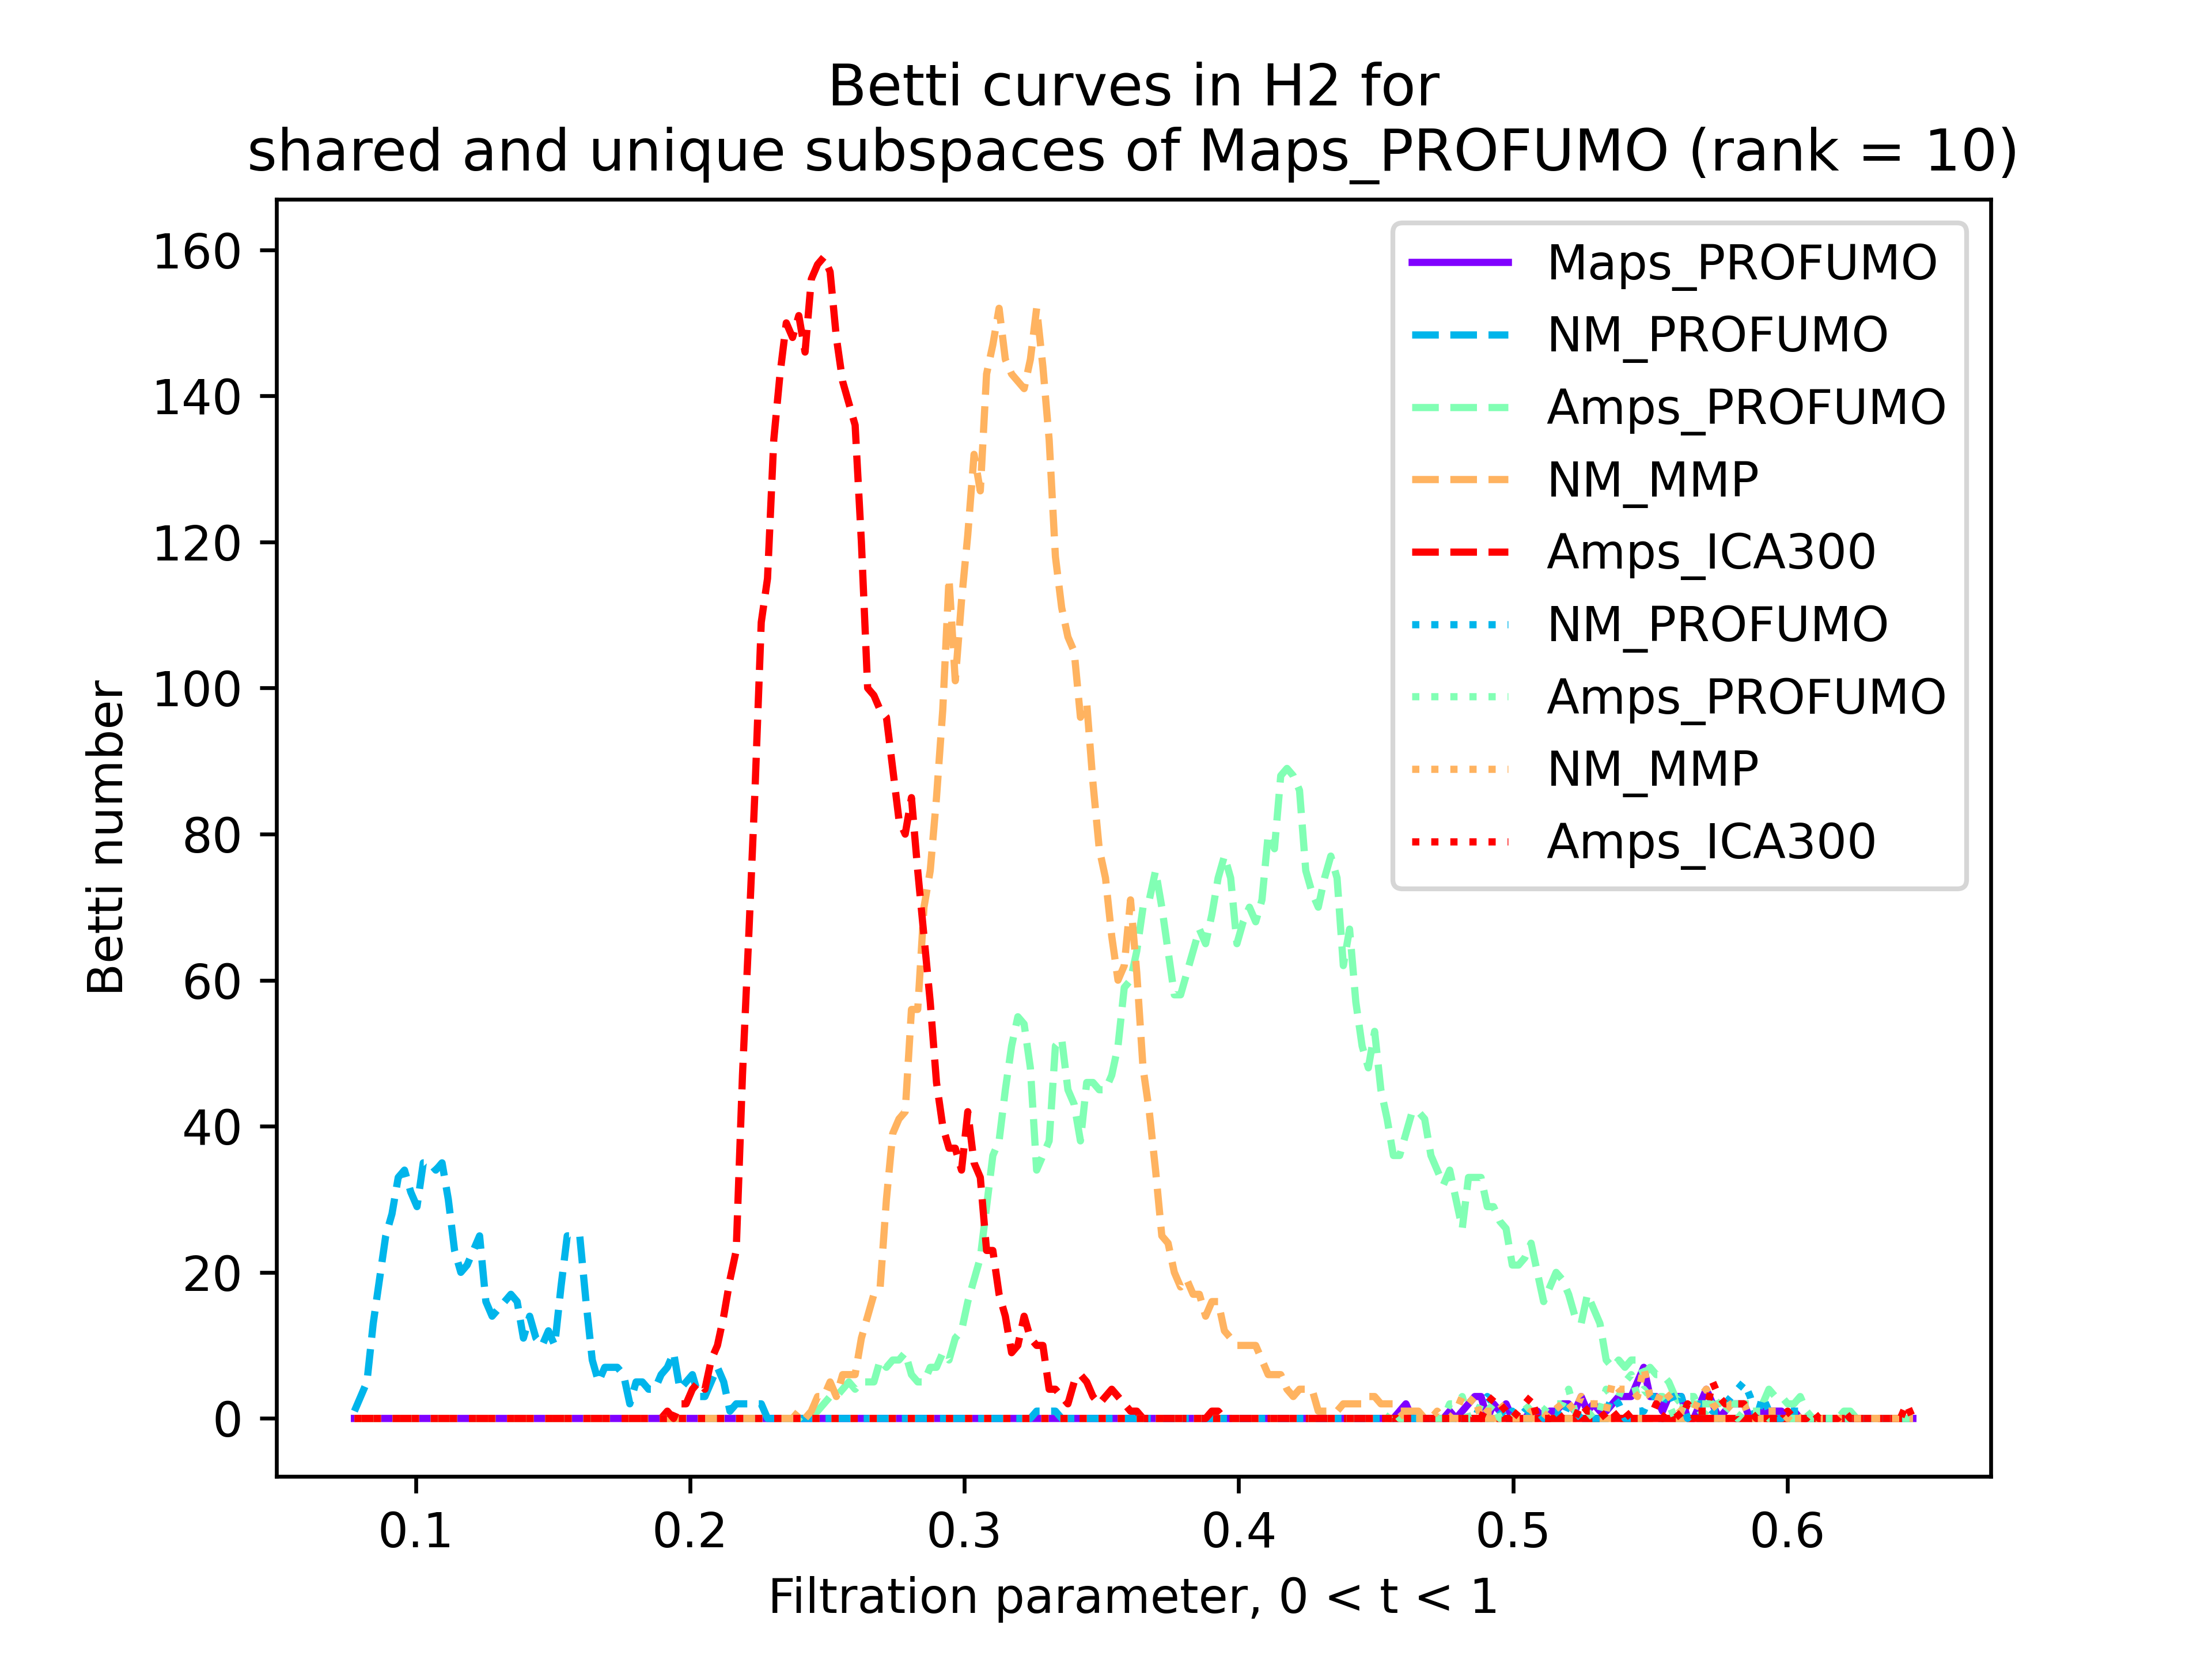 Betti curves in H2 for
shared and unique subspaces of Maps_PROFUMO (rank = 10)
Betti number
160
140
120
100
80
60
40
20
0
0.1
0.2
0.3
0.4
0.5
0.6
Filtration parameter, 0 < t < 1
Maps_PROFUMO
NM_PROFUMO
Amps_PROFUMO
NM_MMP
Amps_ICA300
NM_PROFUMO
Amps_PROFUMO
NM_MMP
Amps_ICA300